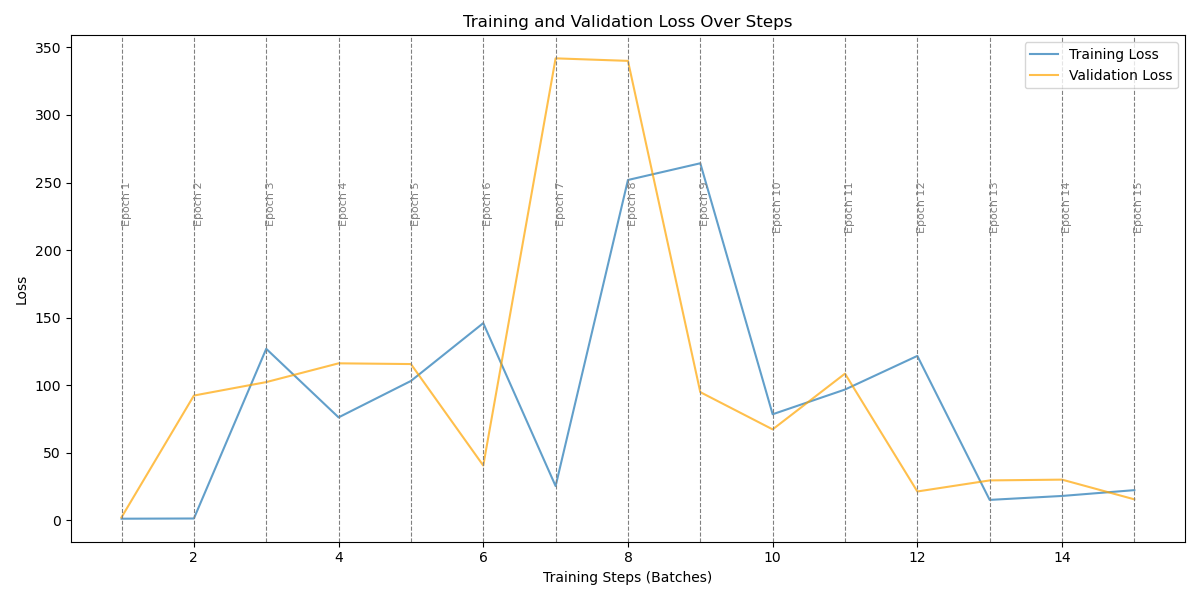 Training and Validation Loss Over Steps
Training Loss
Validation Loss
350
300
250
200
150
100
50
0
Loss
Epoch 1
Epoch 2
Epoch 3
Epoch 4
Epoch 5
Epoch 6
Epoch 7
Epoch 8
Epoch 9
Epoch 10
Epoch 11
Epoch 12
Epoch 13
Epoch 14
Epoch 15
2 4 6 8 10 12 14
Training Steps (Batches)